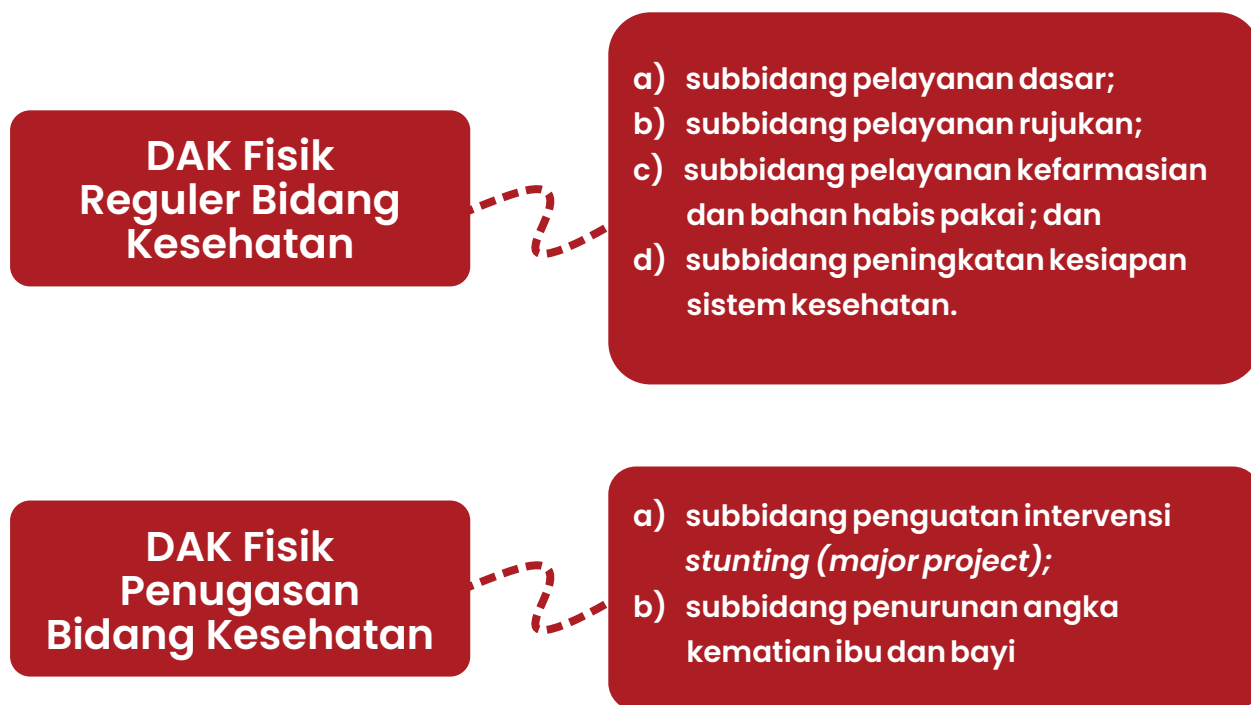 DAK Fisik
Reguler Bidang
Kesehatan
a) subbidang pelayanan dasar;
b) subbidang pelayanan rujukan;
c) subbidang pelayanan kefarmasian
dan bahan habis pakai ; dan
d) subbidang peningkatan kesiapan
sistem kesehatan.
DAK Fisik
Penugasan
Bidang Kesehatan
a) subbidang penguatan intervensi
stunting (major project);
b) subbidang penurunan angka
kematian ibu dan bayi